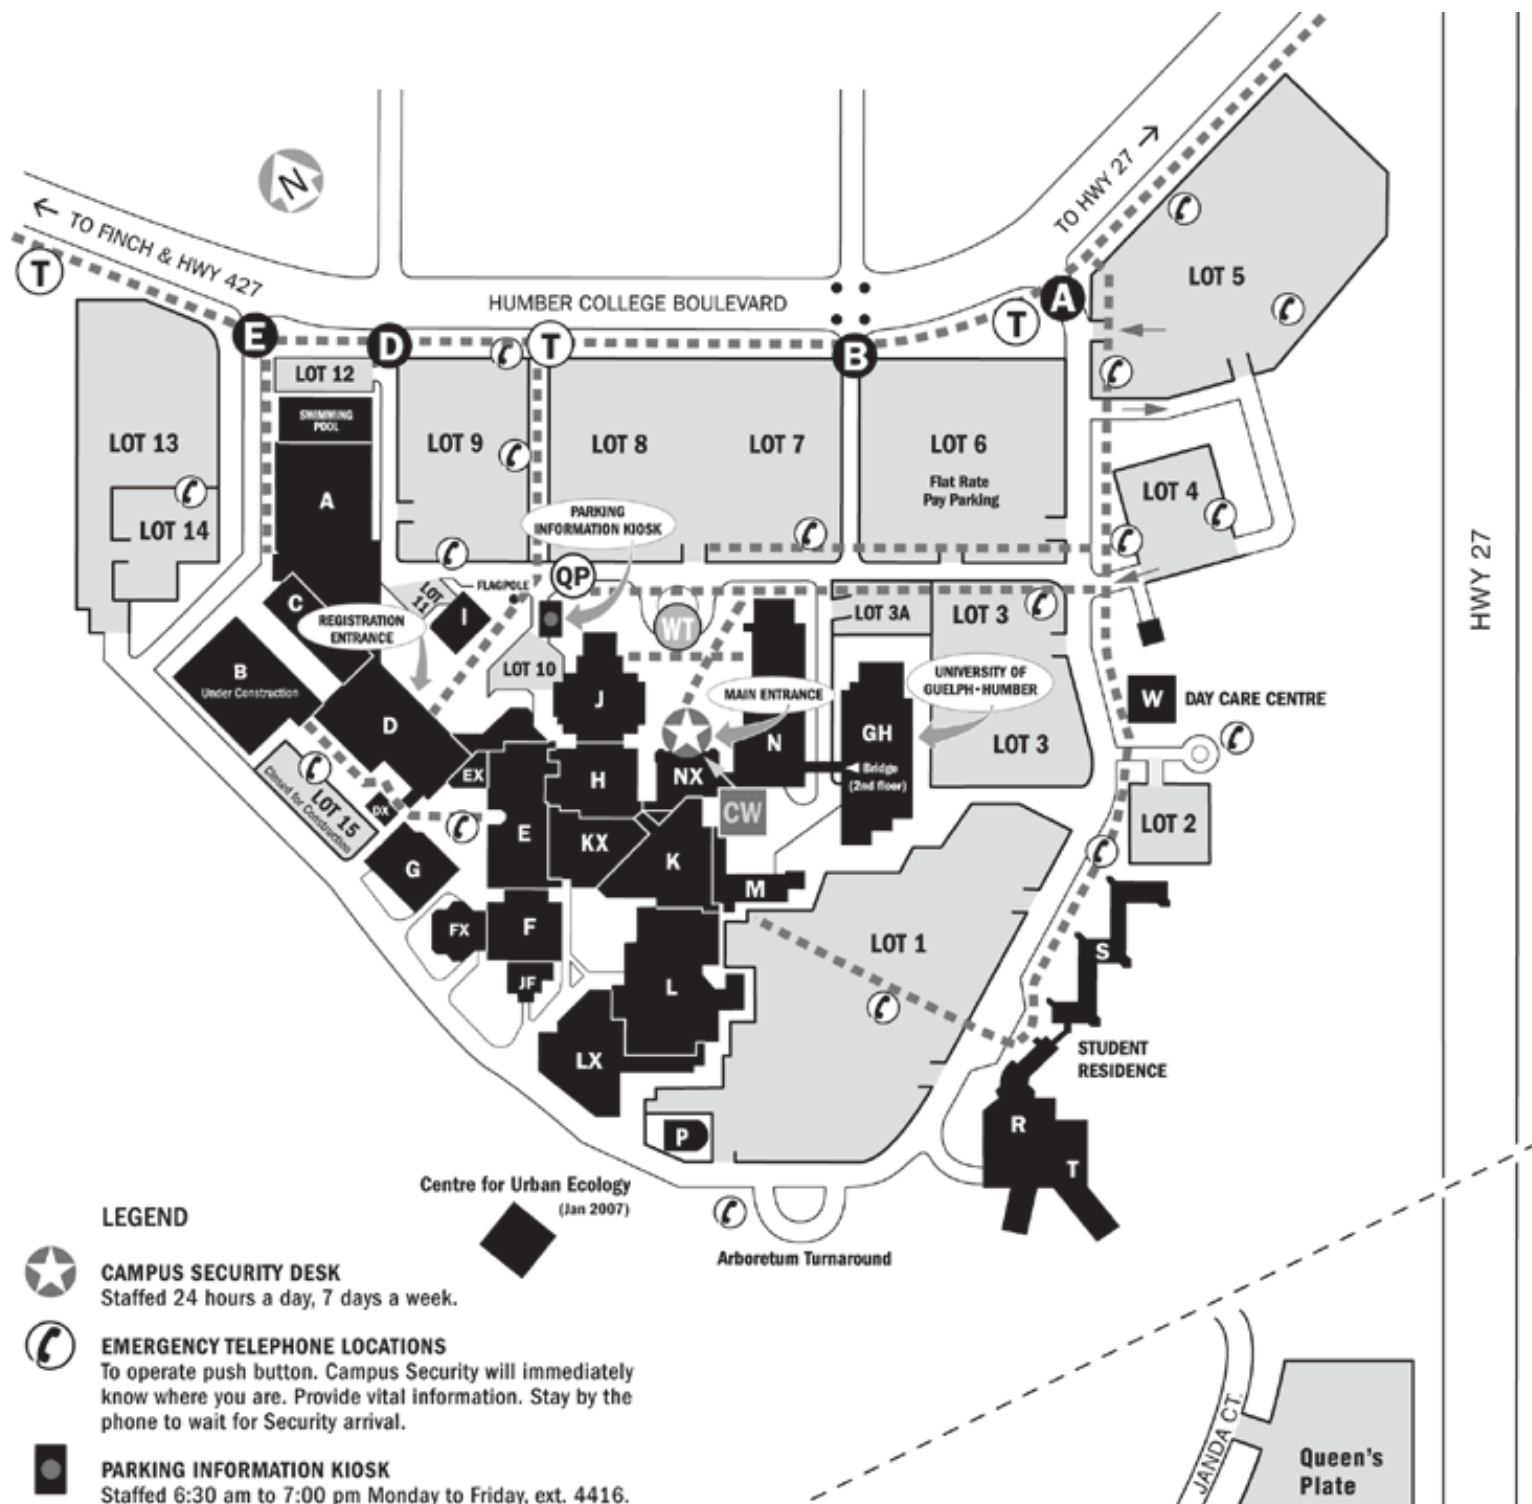 TO HWY 27 →
N
← TO FINCH & HWY 427
T
LOT 5
HUMBER COLLEGE BOULEVARD
A
T
E
D
T
B
LOT 12
SWIMMING
POOL
LOT 13
LOT 9
LOT 8
LOT 7
LOT 6
Flat Rate
Pay Parking
A
LOT 4
LOT 14
PARKING
INFORMATION KIOSK
HWY 27
FLAGPOLE
QP
LOT
11
C
I
REGISTRATION
ENTRANCE
WT
LOT 3A
LOT 3
B
Under Construction
LOT 10
UNIVERSITY OF
GUELPH-HUMBER
MAIN ENTRANCE
J
W
DAY CARE CENTRE
D
N
GH
LOT 3
EX
H
NX
Bridge
(2nd floor)
LOT 15
Closed for Construction
DX
CW
LOT 2
E
KX
K
G
M
FX
F
LOT 1
S
JF
L
LX
STUDENT
RESIDENCE
R
P
T
Centre for Urban Ecology
(Jan 2007)
Arboretum Turnaround
LEGEND
CAMPUS SECURITY DESK
Staffed 24 hours a day, 7 days a week.
EMERGENCY TELEPHONE LOCATIONS
To operate push button. Campus Security will immediately
know where you are. Provide vital information. Stay by the
phone to wait for Security arrival.
PARKING INFORMATION KIOSK
Staffed 6:30 am to 7:00 pm Monday to Friday, ext. 4416.
JANDA CT.
Queen's
Plate